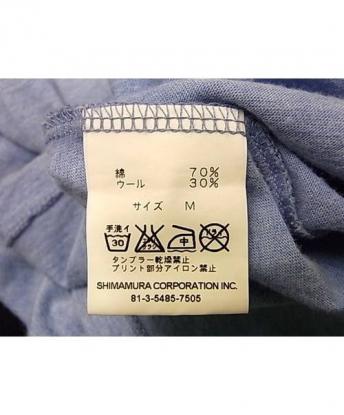 綿 70%
ウール 30%
サイズ M
手洗イ
30
タンブラー乾燥禁止
プリント部分アイロン禁止
SHIMAMURA CORPORATION INC.
81-3-5485-7505